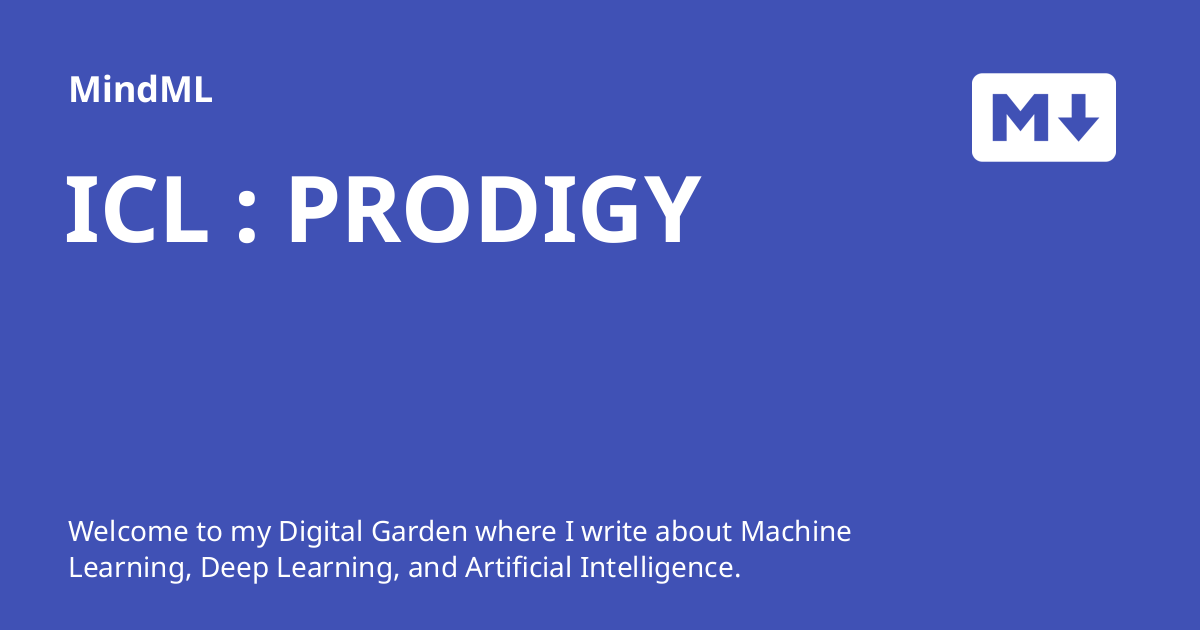 MindML
M
ICL : PRODIGY
Welcome to my Digital Garden where I write about Machine
Learning, Deep Learning, and Artificial Intelligence.